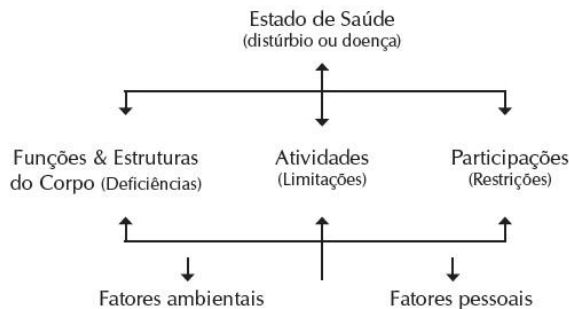 Estado de Saúde
(distúrbio ou doença)
Funções & Estruturas
do Corpo (Deficiências)
Atividades
(Limitações)
Participações
(Restrições)
Fatores ambientais
Fatores pessoais